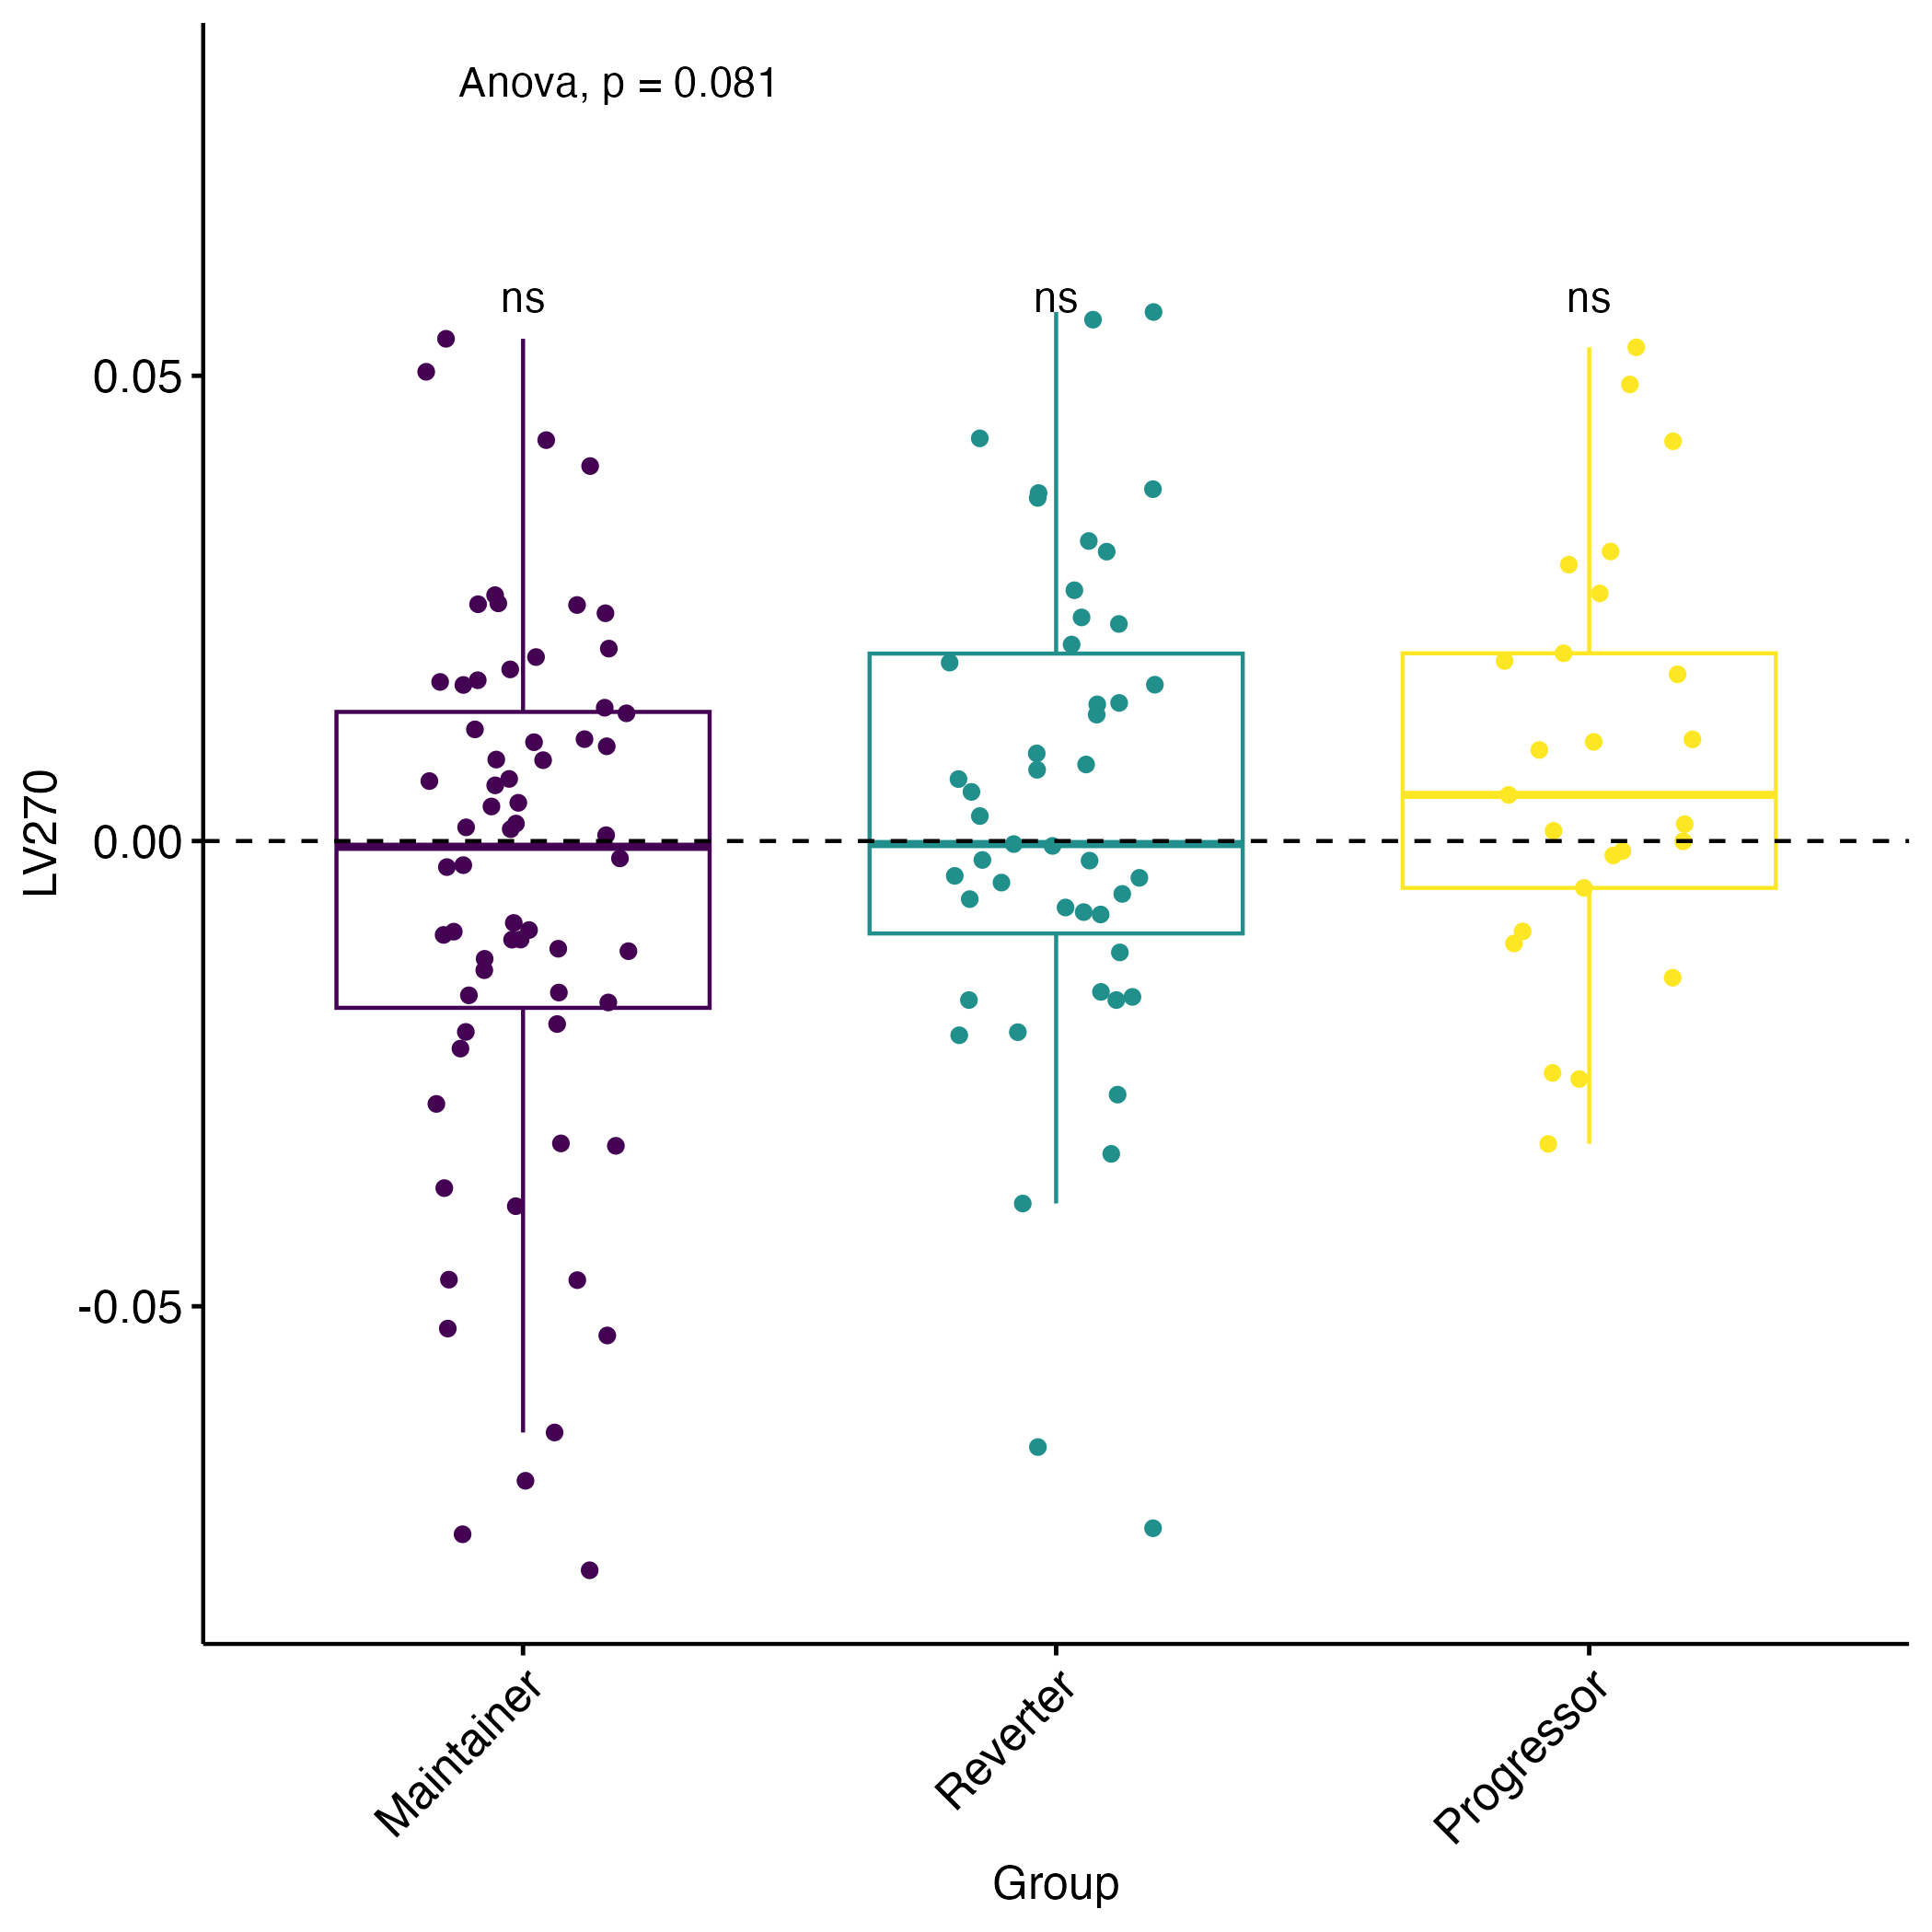 Anova, p = 0.081
ns ns ns
0.05
0.00
-0.05
LV270
Maintainer Reverter Progressor
Group